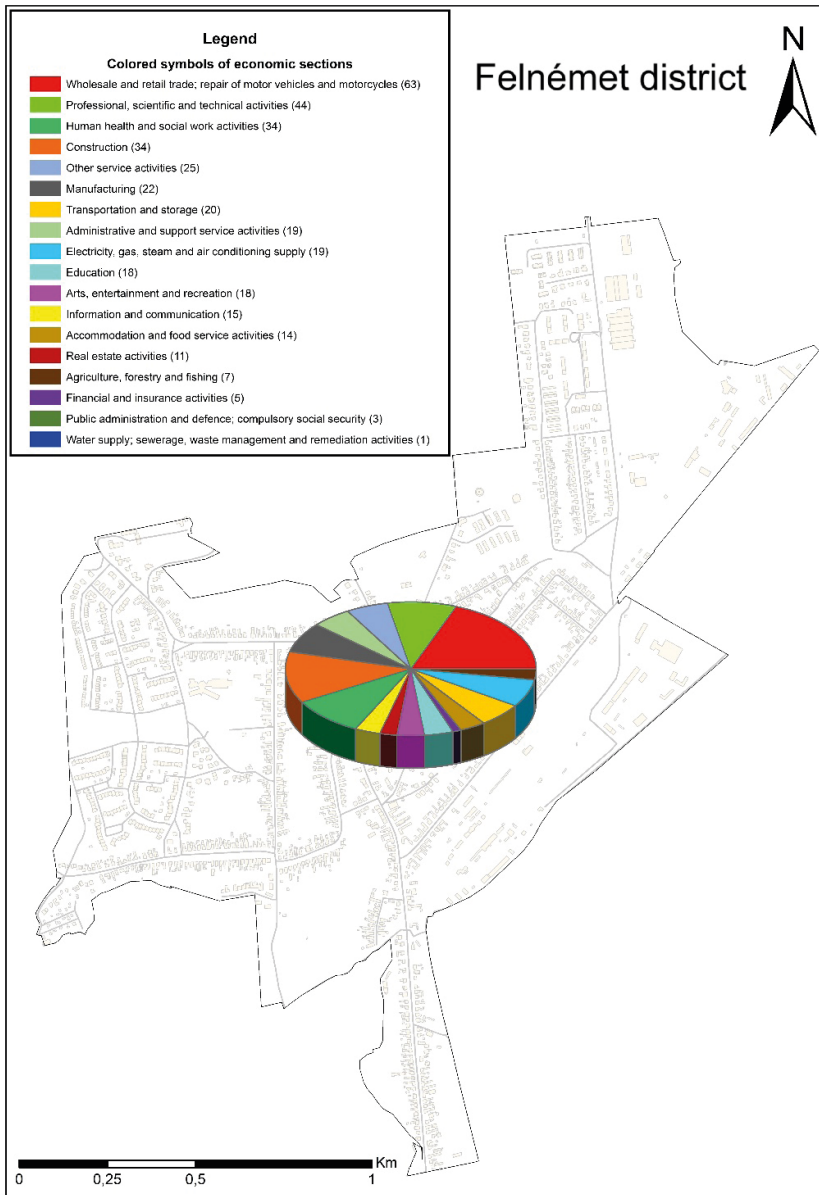 Legend
Colored symbols of economic sections
Wholesale and retail trade; repair of motor vehicles and motorcycles (63)
Professional, scientific and technical activities (44)
Human health and social work activities (34)
Construction (34)
Other service activities (25)
Manufacturing (22)
Transportation and storage (20)
Administrative and support service activities (19)
Electricity, gas, steam and air conditioning supply (19)
Education (18)
Arts, entertainment and recreation (18)
Information and communication (15)
Accommodation and food service activities (14)
Real estate activities (11)
Agriculture, forestry and fishing (7)
Financial and insurance activities (5)
Public administration and defence; compulsory social security (3)
Water supply; sewerage, waste management and remediation activities (1)
Felnémet district
N
Km
0 0,25 0,5 1